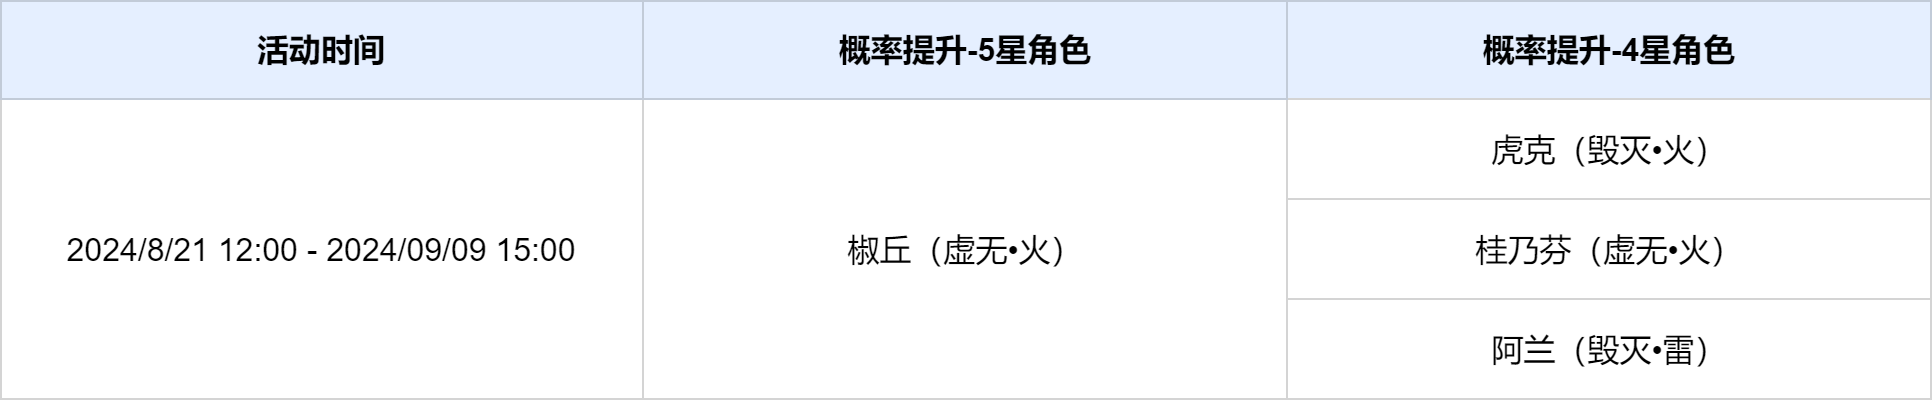 活动时间
概率提升-5星角色
概率提升-4星角色
2024/8/21 12:00 - 2024/09/09 15:00
椒丘（虚无•火）
虎克（毁灭•火）
桂乃芬（虚无•火）
阿兰（毁灭•雷）